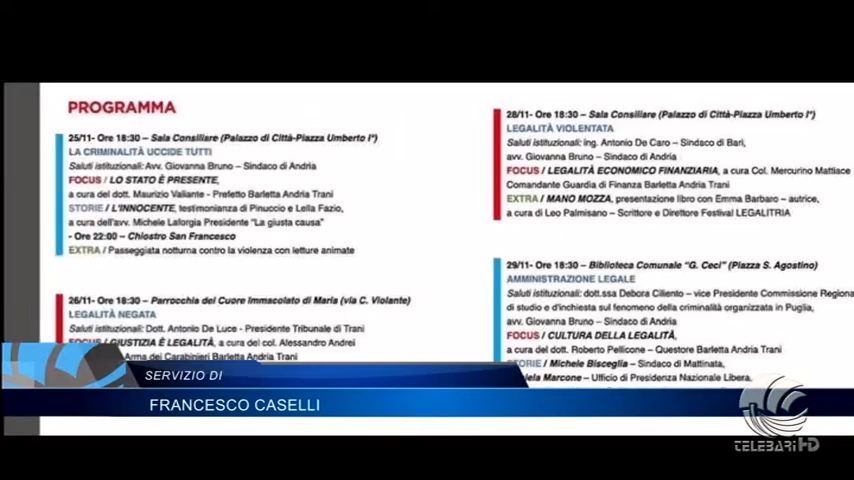 PROGRAMMA
25/11- Ore 18:30 – Sala Consiliare (Palazzo di Città-Piazza Umberto I°)
LA CRIMINALITÀ UCCIDE TUTTI
Saluti istituzionali: Avv. Giovanna Bruno – Sindaco di Andria
FOCUS / LO STATO È PRESENTE,
a cura del dott. Maurizio Valiante - Prefetto Barletta Andria Trani
STORIE / L'INNOCENTE, testimonianza di Pinuccio e Lella Fazio,
a cura dell'avv. Michele Laforgia Presidente "La giusta causa"
- Ore 22:00 – Chiostro San Francesco
EXTRA / Passeggiata notturna contro la violenza con letture animate
26/11- Ore 18:30 – Parrocchia del Cuore Immacolato di Maria (via C. Violante)
LEGALITÀ NEGATA
Saluti istituzionali: Dott. Antonio De Luce - Presidente Tribunale di Trani
FOCUS / GIUSTIZIA È LEGALITÀ, a cura del col. Alessandro Andrei
Arma dei Carabinieri Barletta Andria Trani
28/11- Ore 18:30 – Sala Consiliare (Palazzo di Città-Piazza Umberto I°)
LEGALITÀ VIOLENTATA
Saluti istituzionali: ing. Antonio De Caro – Sindaco di Bari,
avv. Giovanna Bruno – Sindaco di Andria
FOCUS / LEGALITÀ ECONOMICO FINANZIARIA, a cura Col. Mercurino Mattiace
Comandante Guardia di Finanza Barletta Andria Trani
EXTRA / MANO MOZZA, presentazione libro con Emma Barbaro – autrice,
a cura di Leo Palmisano – Scrittore e Direttore Festival LEGALITRIA
29/11- Ore 18:30 – Biblioteca Comunale "G. Ceci" (Piazza S. Agostino)
AMMINISTRAZIONE LEGALE
Saluti istituzionali: dott.ssa Debora Ciliento – vice Presidente Commissione Regiona
di studio e d'inchiesta sul fenomeno della criminalità organizzata in Puglia,
avv. Giovanna Bruno – Sindaco di Andria
FOCUS / CULTURA DELLA LEGALITÀ,
a cura del dott. Roberto Pellicone – Questore Barletta Andria Trani
STORIE / Michele Bisceglia – Sindaco di Mattinata,
Marcone – Ufficio di Presidenza Nazionale Libera.
SERVIZIO DI
FRANCESCO CASELLI
TELEBARI HD